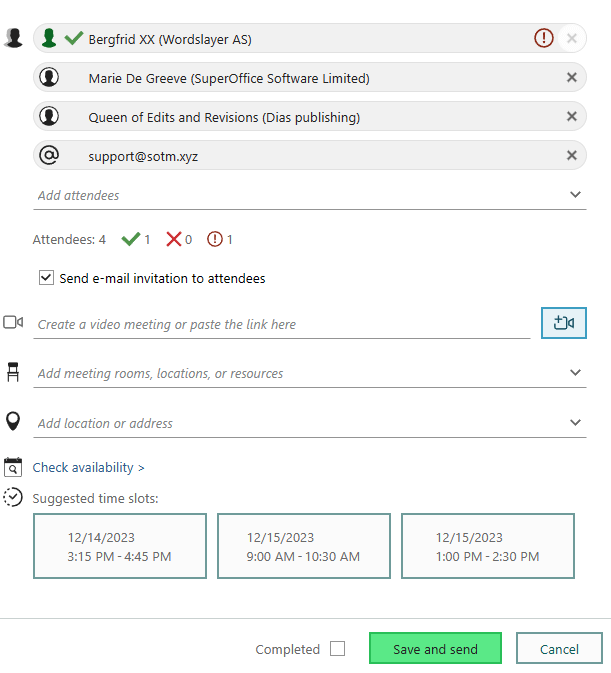 Bergfrid XX (Wordslayer AS)
Marie De Greeve (SuperOffice Software Limited)
Queen of Edits and Revisions (Dias publishing)
support@sotm.xyz
Add attendees
Attendees: 4 1 0 1
Send e-mail invitation to attendees
Create a video meeting or paste the link here
Add meeting rooms, locations, or resources
Add location or address
Check availability >
Suggested time slots:
12/14/2023
3:15 PM - 4:45 PM
12/15/2023
9:00 AM - 10:30 AM
12/15/2023
1:00 PM - 2:30 PM
Completed Save and send Cancel